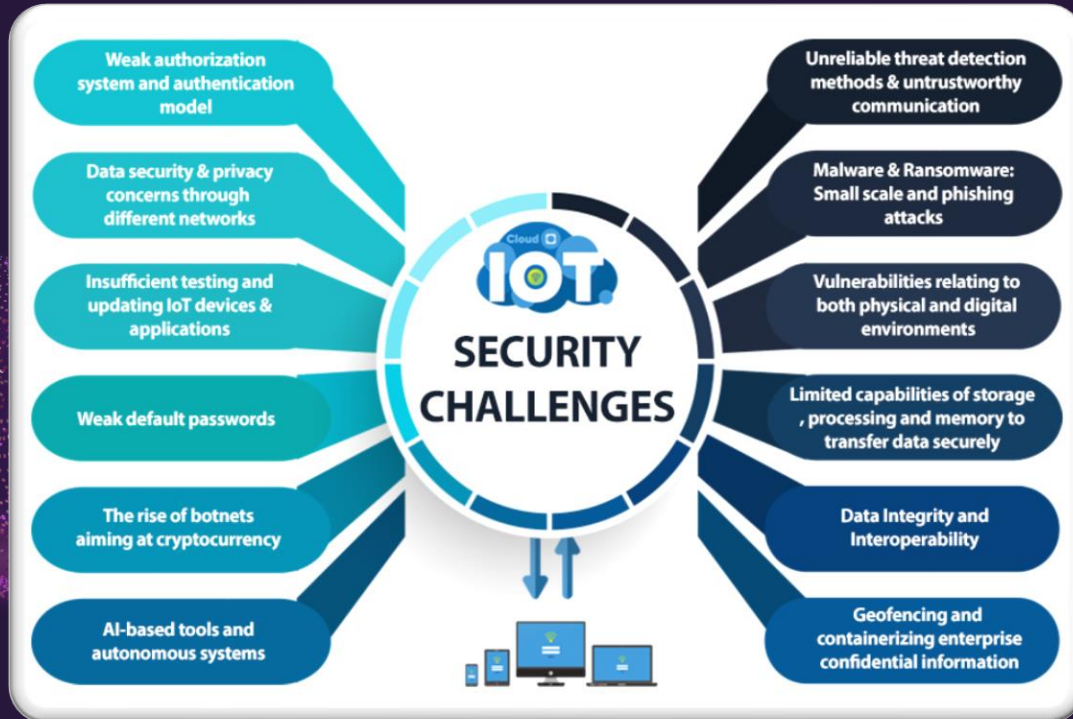 Weak authorization
system and authentication
model
Data security & privacy
concerns through
different networks
Insufficient testing and
updating IoT devices &
applications
Weak default passwords
The rise of botnets
aiming at cryptocurrency
AI-based tools and
autonomous systems
Cloud
IOT
SECURITY
CHALLENGES
Unreliable threat detection
methods & untrustworthy
communication
Malware & Ransomware:
Small scale and phishing
attacks
Vulnerabilities relating to
both physical and digital
environments
Limited capabilities of storage
, processing and memory to
transfer data securely
Data Integrity and
Interoperability
Geofencing and
containerizing enterprise
confidential information